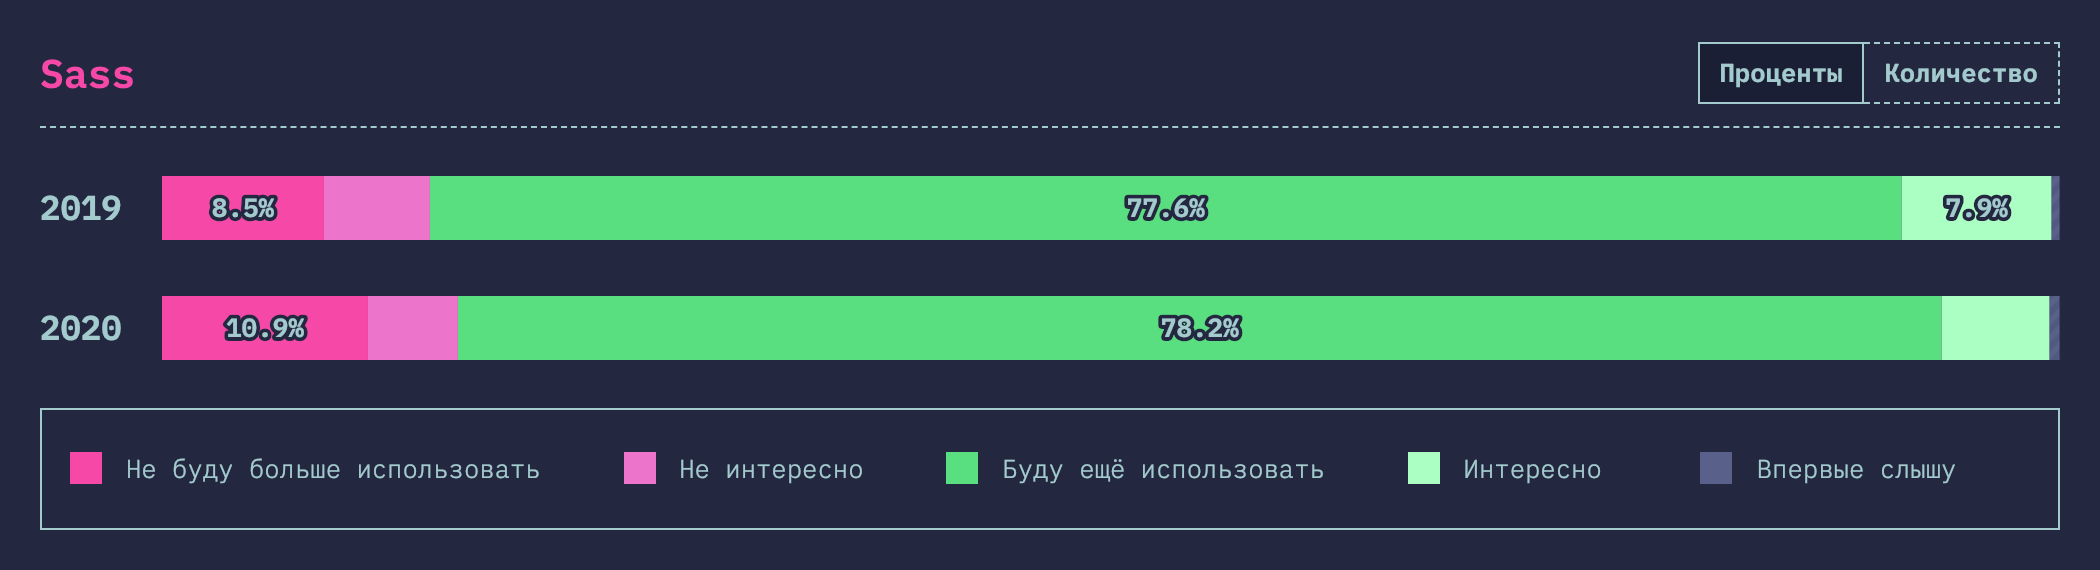 Sass
Проценты Количество
2019 8.5% 77.6% 7.9%
2020 10.9% 78.2%
Не буду больше использовать Не интересно Буду ещё использовать Интересно Впервые слышу